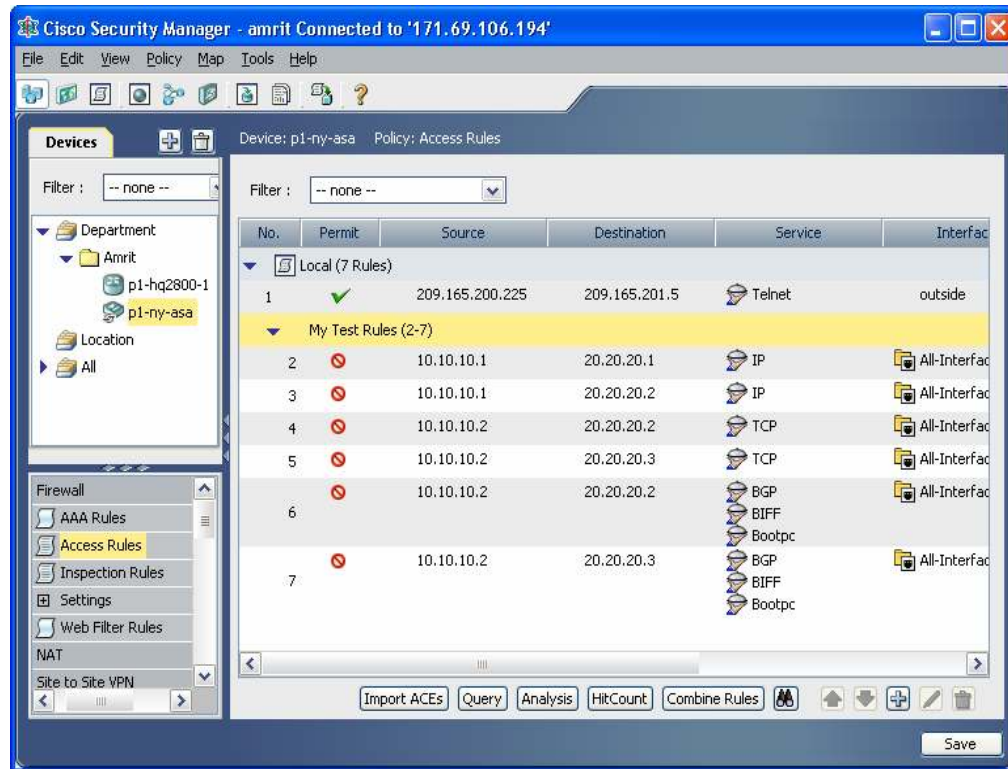 Cisco Security Manager - amrit Connected to '171.69.106.194'
File Edit View Policy Map Tools Help
Devices
Device: p1-ny-asa Policy: Access Rules
Filter : -- none --
Department
Amrit
p1-hq2800-1
p1-ny-asa
Location
All
Filter : -- none --
No. Permit Source Destination Service Interfac
Local (7 Rules)
1 209.165.200.225 209.165.201.5 Telnet outside
My Test Rules (2-7)
2 10.10.10.1 20.20.20.1 IP All-Interfac
3 10.10.10.1 20.20.20.2 IP All-Interfac
4 10.10.10.2 20.20.20.2 TCP All-Interfac
5 10.10.10.2 20.20.20.3 TCP All-Interfac
6 10.10.10.2 20.20.20.2 BGP All-Interfac
BIFF
Bootpc
7 10.10.10.2 20.20.20.3 BGP All-Interfac
BIFF
Bootpc
Firewall
AAA Rules
Access Rules
Inspection Rules
Settings
Web Filter Rules
NAT
Site to Site VPN
Import ACEs Query Analysis HitCount Combine Rules
Save